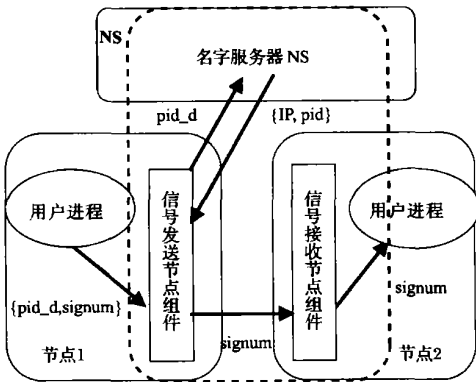 NS
名字服务器 NS
pid_d
{IP, pid}
用户进程
信号发送节点组件
信号接收节点组件
用户进程
{pid_d,signum}
signum
signum
节点1
节点2